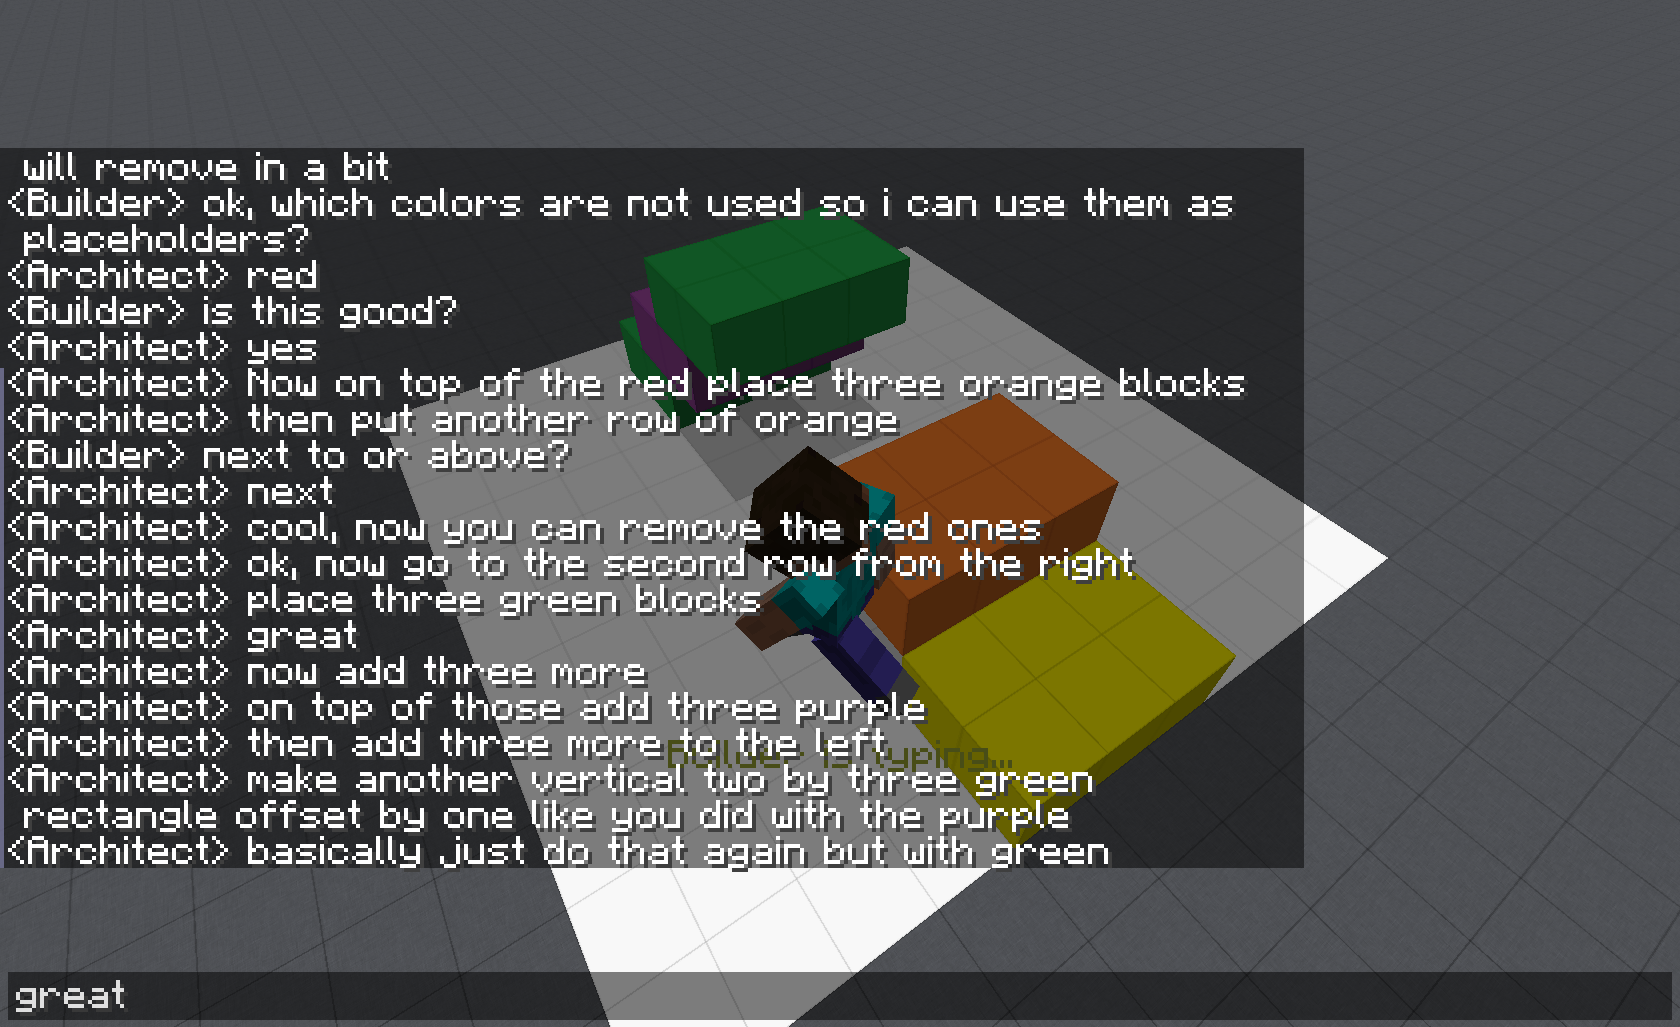 will remove in a bit
<Builder> ok, which colors are not used so i can use them as
placeholders?
<Architect> red
<Builder> is this good?
<Architect> yes
<Architect> Now on top of the red place three orange blocks
<Architect> then put another row of orange
<Builder> next to or above?
<Architect> next
<Architect> cool, now you can remove the red ones
<Architect> ok, now go to the second row from the right
<Architect> place three green blocks
<Architect> great
<Architect> now add three more
<Architect> on top of those add three purple
<Architect> then add three more to the left
Builder is typing...
<Architect> make another vertical two by three green
rectangle offset by one like you did with the purple
<Architect> basically just do that again but with green
great